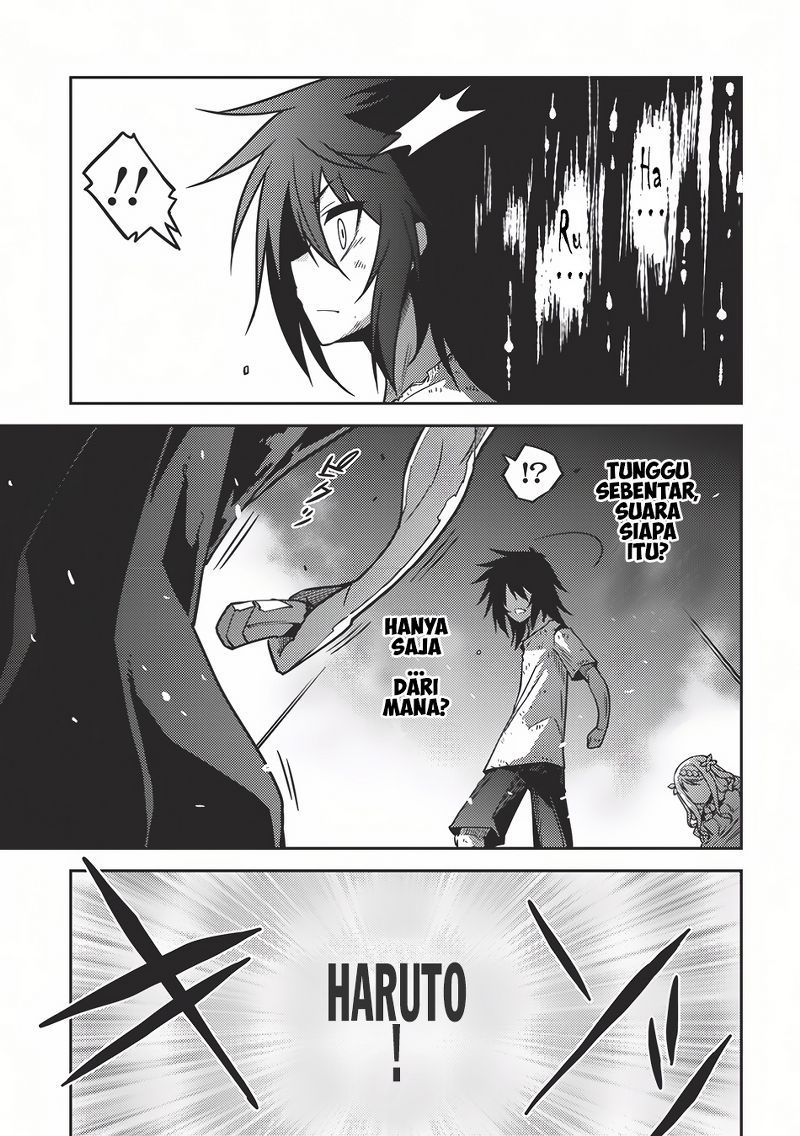 Ha
...
Ru
...
!!
TUNGGU
SEBENTAR,
SUARA
SIAPA
ITU?
!?
HANYA
SAJA
...
DARI
MANA?
HARUTO
!